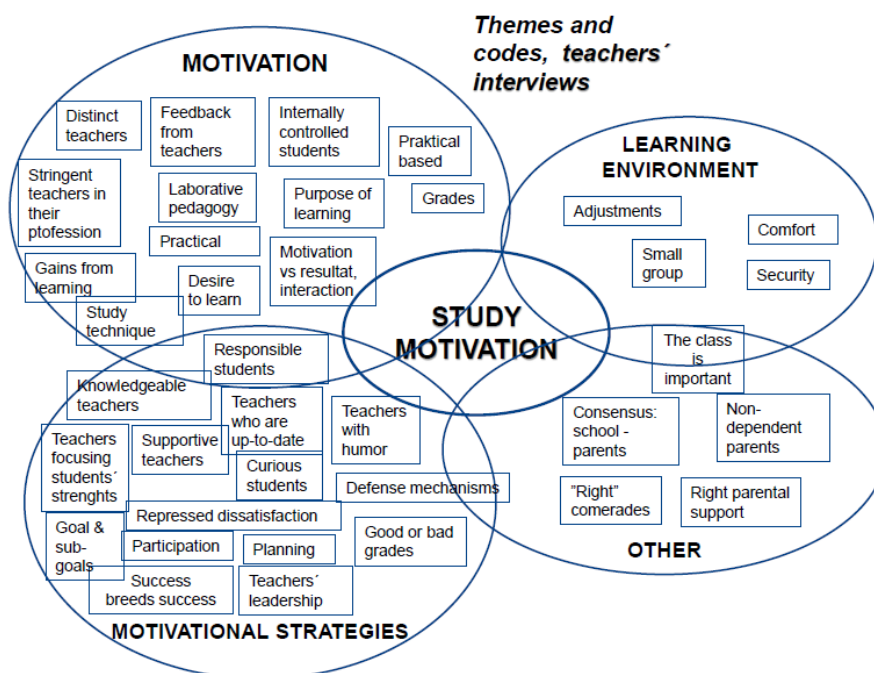 Themes and
codes, teachers´
interviews
MOTIVATION
Distinct
teachers
Feedback
from
teachers
Internally
controlled
students
Praktical
based
Stringent
teachers in
their
ptofession
Laborative
pedagogy
Purpose of
learning
Grades
Practical
Gains from
learning
Desire
to learn
Motivation
vs resultat,
interaction
Study
technique
LEARNING
ENVIRONMENT
Adjustments
Comfort
Small
group
Security
STUDY
MOTIVATION
The class
is
important
Responsible
students
Knowledgeable
teachers
Teachers
who are
up-to-date
Teachers
with
humor
Teachers
focusing
students´
strenghts
Supportive
teachers
Curious
students
Defense mechanisms
Repressed dissatisfaction
Goal &
sub-
goals
Participation
Planning
Good or bad
grades
Success
breeds success
Teachers´
leadership
MOTIVATIONAL STRATEGIES
Consensus:
school -
parents
Non-
dependent
parents
"Right"
comerades
Right parental
support
OTHER